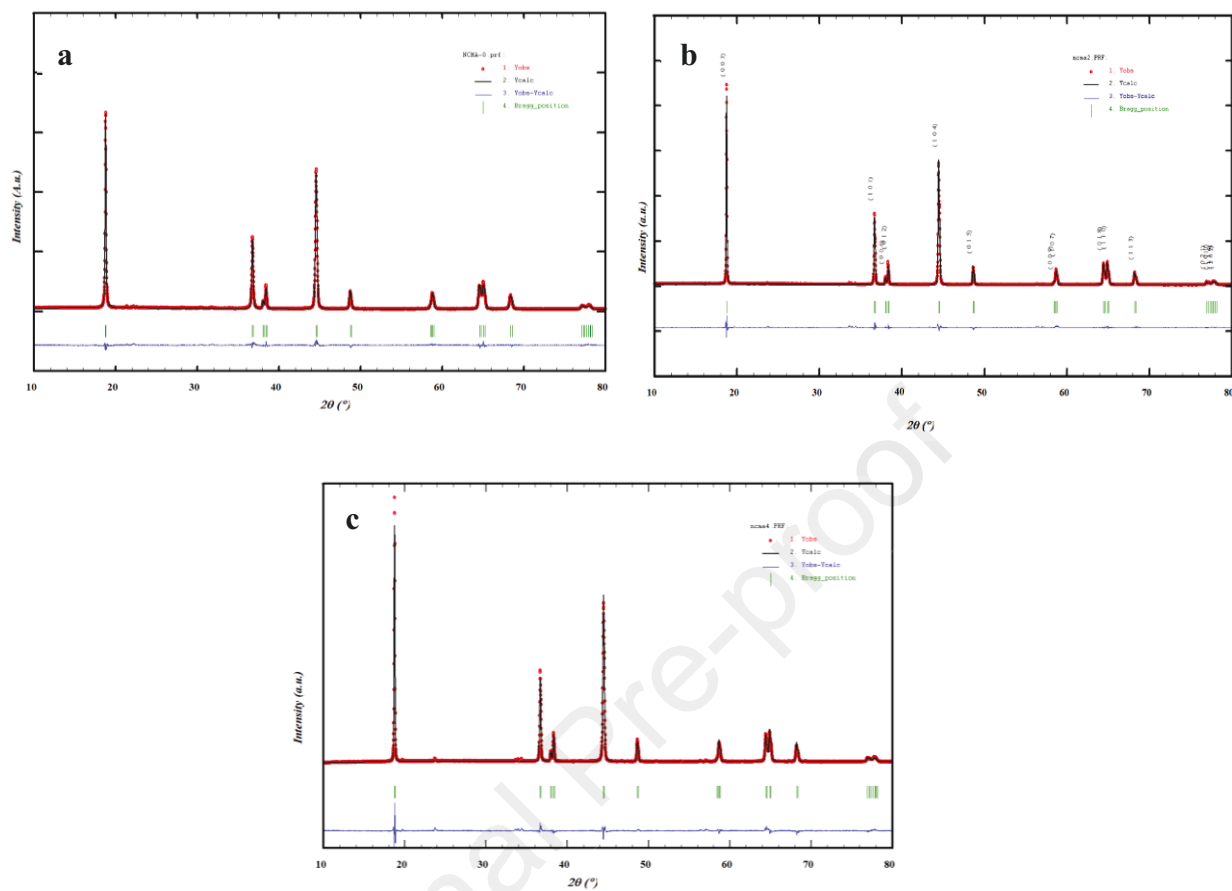 a
NCMA-0.prf:
1. Yobs
2. Ycalc
3. Yobs-Ycalc
4. Bragg_position
Intensity (A.u.)
10 20 30 40 50 60 70 80
2θ (°)
b
ncma2.PRF:
1. Yobs
2. Ycalc
3. Yobs-Ycalc
4. Bragg_position
(0 0 3)
(1 0 1)
(0 1 2)
(1 0 4)
(0 1 5)
(1 1 3)
Intensity (a.u.)
10 20 30 40 50 60 70 80
2θ (°)
c
ncma4.PRF:
1. Yobs
2. Ycalc
3. Yobs-Ycalc
4. Bragg_position
Intensity (a.u.)
10 20 30 40 50 60 70 80
2θ (°)
nal Pre-proof